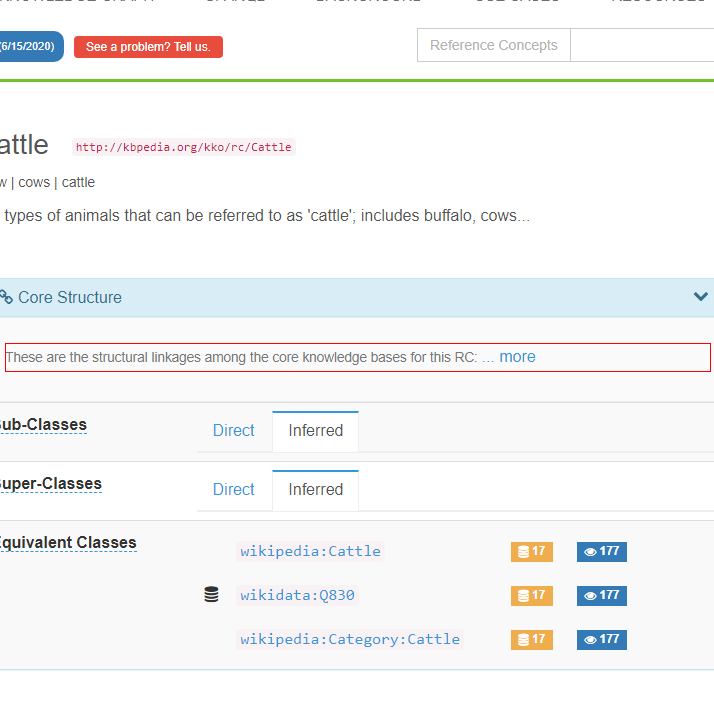 (6/15/2020)
See a problem? Tell us.
Reference Concepts
attle http://kbpedia.org/kko/rc/Cattle
w | cows | cattle
types of animals that can be referred to as 'cattle'; includes buffalo, cows...
Core Structure
These are the structural linkages among the core knowledge bases for this RC: ... more
ub-Classes Direct Inferred
uper-Classes Direct Inferred
quivalent Classes wikipedia:Cattle 17 177
wikidata:Q830 17 177
wikipedia:Category:Cattle 17 177